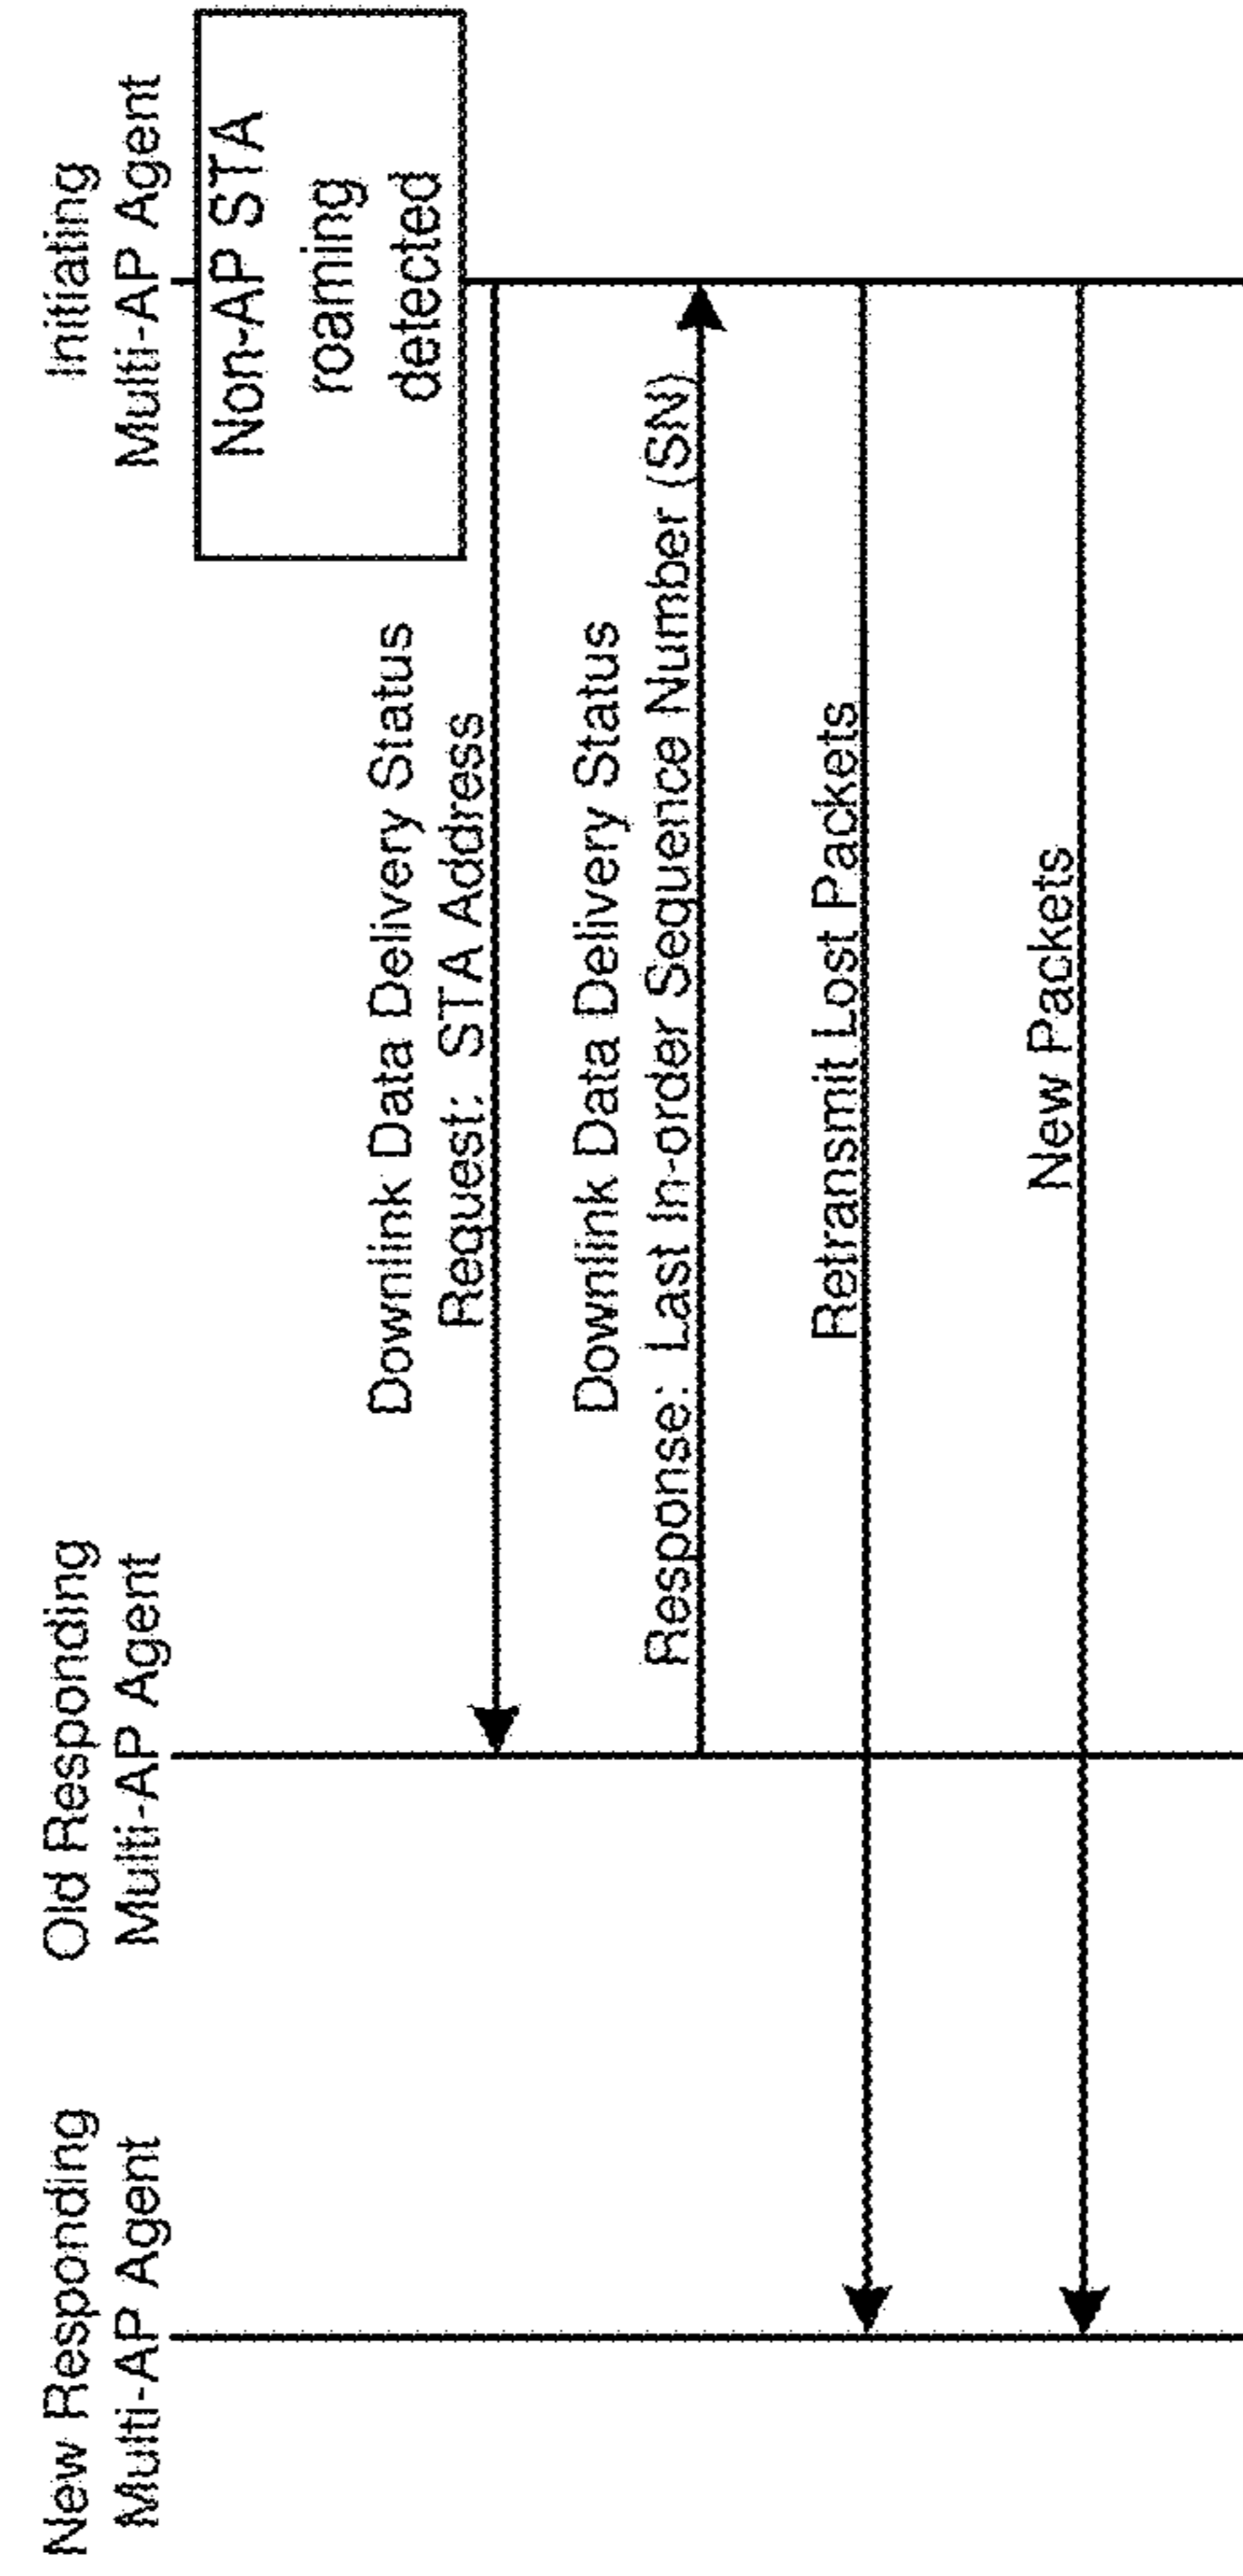 New Responding
Multi-AP Agent
Old Responding
Multi-AP Agent
Initiating
Multi-AP Agent
Non-AP STA
roaming
detected
Downlink Data Delivery Status
Request: STA Address
Downlink Data Delivery Status
Response: Last In-order Sequence Number (SN)
Retransmit Lost Packets
New Packets